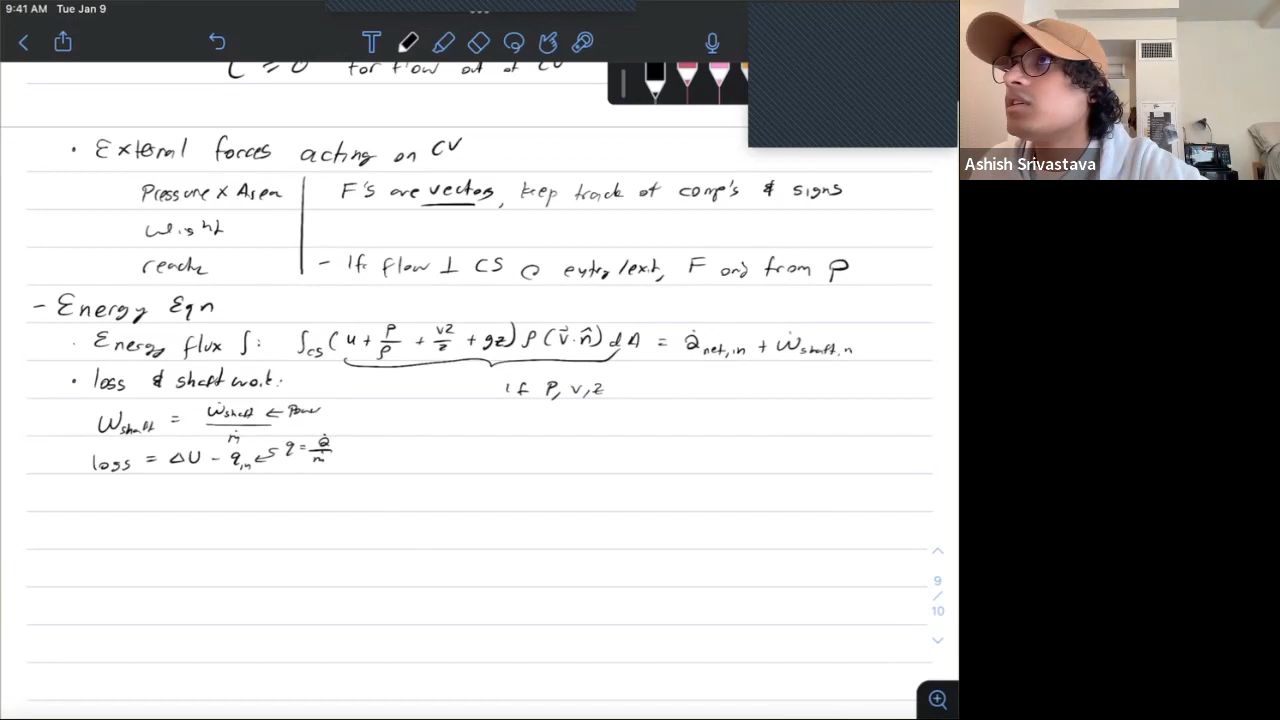 9:41 AM Tue Jan 9
for flow out of CV
• External forces acting on CV
Pressure x Area
F's are vectors, keep track of comp's & signs
weight
- If flow ⊥ CS @ entry/exit, F only from P
- Energy Eqn
· Energy flux ∫: ∫cs (u + P/ρ + v2/2 + gz) ρ (v⃗·n̂) dA = Q̇net,in + Ẇshaft,in
• loss & shaft work:
If P, v, z
Wshaft = Ẇshaft/ṁ ← Power
loss = ΔU - qin ← q = Q̇/ṁ
9
/
10
Ashish Srivastava